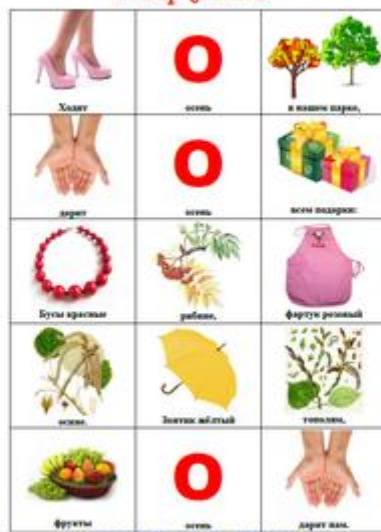 Ходит осень в нашем парке,
О О
дарит осень всем подарки:
Бусы красные рябине, фартук розовый
осине. Зонтик жёлтый тополям,
О
фрукты осень дарит нам.